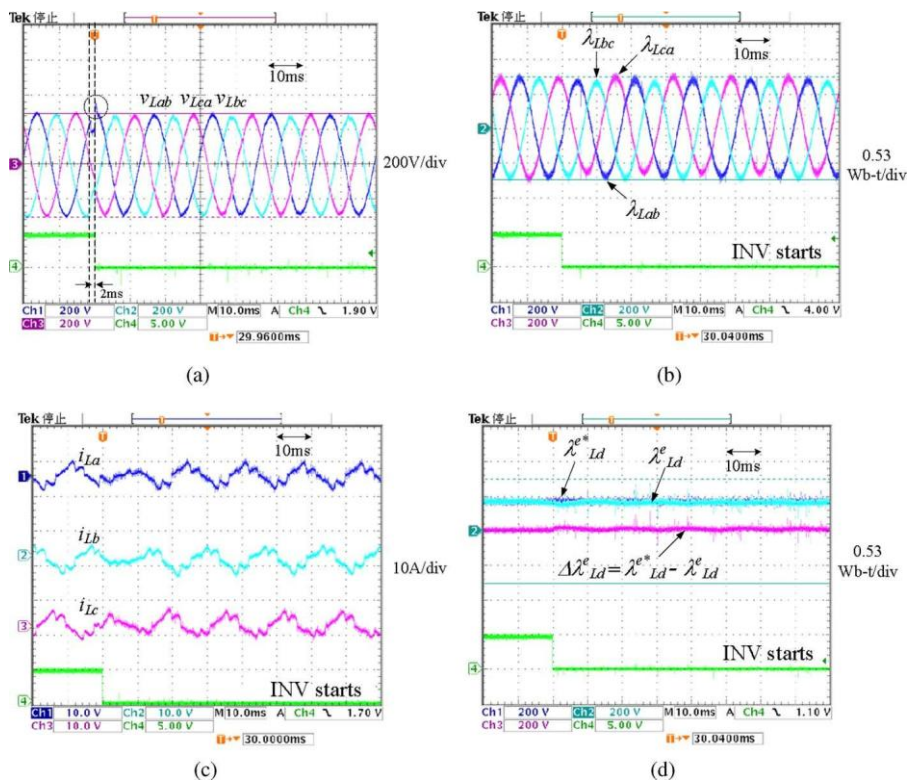 Tek 停止
T
T
10ms
v_Lab v_Lca v_Lbc
3
200V/div
4
2ms
Ch1 200 V Ch2 200 V M 10.0ms A Ch4 1.90 V
Ch3 200 V Ch4 5.00 V
T 29.9600ms
(a)
Tek 停止
T
T
λ_Lbc
λ_Lca
10ms
2
0.53
Wb-t/div
λ_Lab
INV starts
4
Ch1 200 V Ch2 200 V M 10.0ms A Ch4 4.00 V
Ch3 200 V Ch4 5.00 V
T 30.0400ms
(b)
Tek 停止
T
T
10ms
i_La
1
i_Lb
2
10A/div
i_Lc
3
INV starts
4
Ch1 10.0 V Ch2 10.0 V M 10.0ms A Ch4 1.70 V
Ch3 10.0 V Ch4 5.00 V
T 30.0000ms
(c)
Tek 停止
T
T
λ^e*_Ld
λ^e_Ld
10ms
2
0.53
Wb-t/div
Δλ^e_Ld = λ^e*_Ld - λ^e_Ld
INV starts
4
Ch1 200 V Ch2 200 V M 10.0ms A Ch4 1.10 V
Ch3 200 V Ch4 5.00 V
T 30.0400ms
(d)